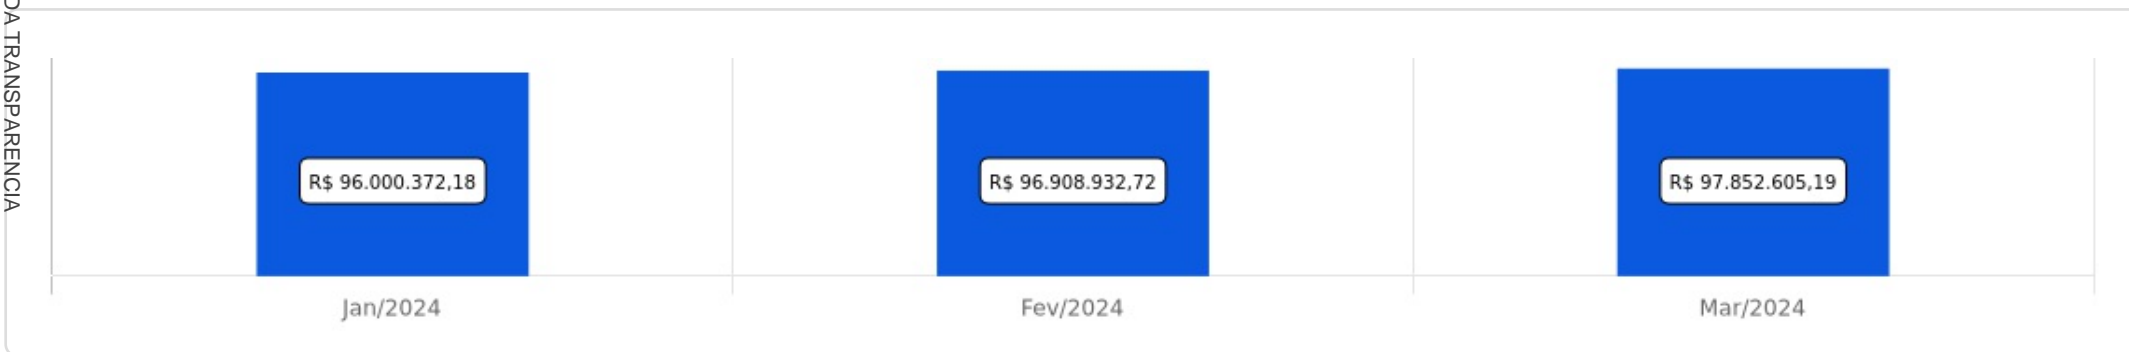 DA TRANSPARENCIA
R$ 96.000.372,18
R$ 96.908.932,72
R$ 97.852.605,19
Jan/2024
Fev/2024
Mar/2024